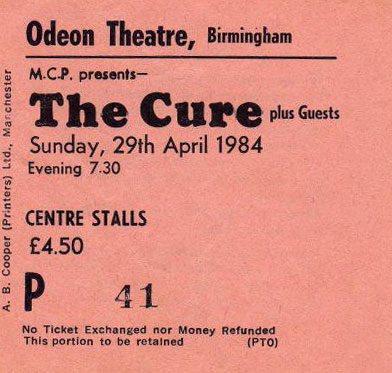 Odeon Theatre, Birmingham
M.C.P. presents—
The Cure plus Guests
Sunday, 29th April 1984
Evening 7.30
CENTRE STALLS
£4.50
P 41
No Ticket Exchanged nor Money Refunded
This portion to be retained (PTO)
A. B. Cooper (Printers) Ltd., Manchester